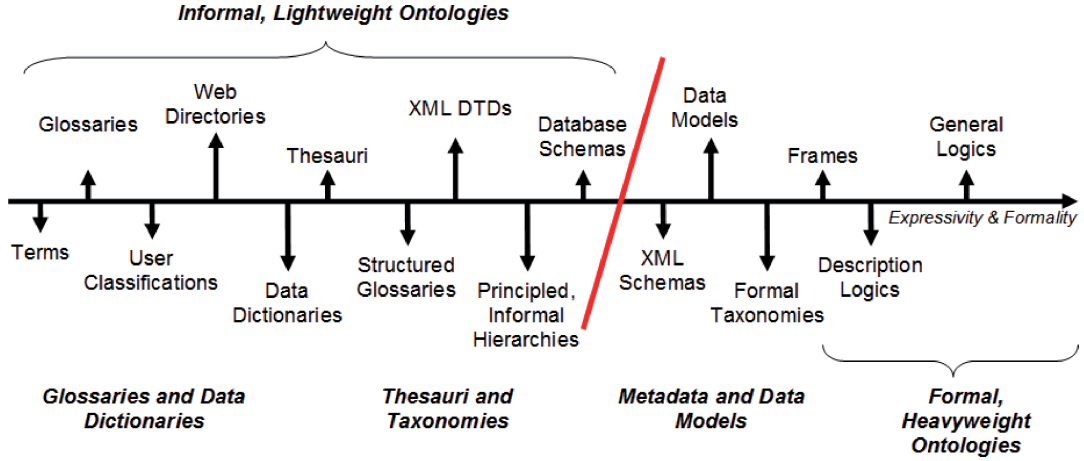 Informal, Lightweight Ontologies
Glossaries
Web
Directories
Thesauri
XML DTDs
Database
Schemas
Data
Models
Frames
General
Logics
Expressivity & Formality
Terms
User
Classifications
Data
Dictionaries
Structured
Glossaries
Principled,
Informal
Hierarchies
XML
Schemas
Formal
Taxonomies
Description
Logics
Glossaries and Data
Dictionaries
Thesauri and
Taxonomies
Metadata and Data
Models
Formal,
Heavyweight
Ontologies